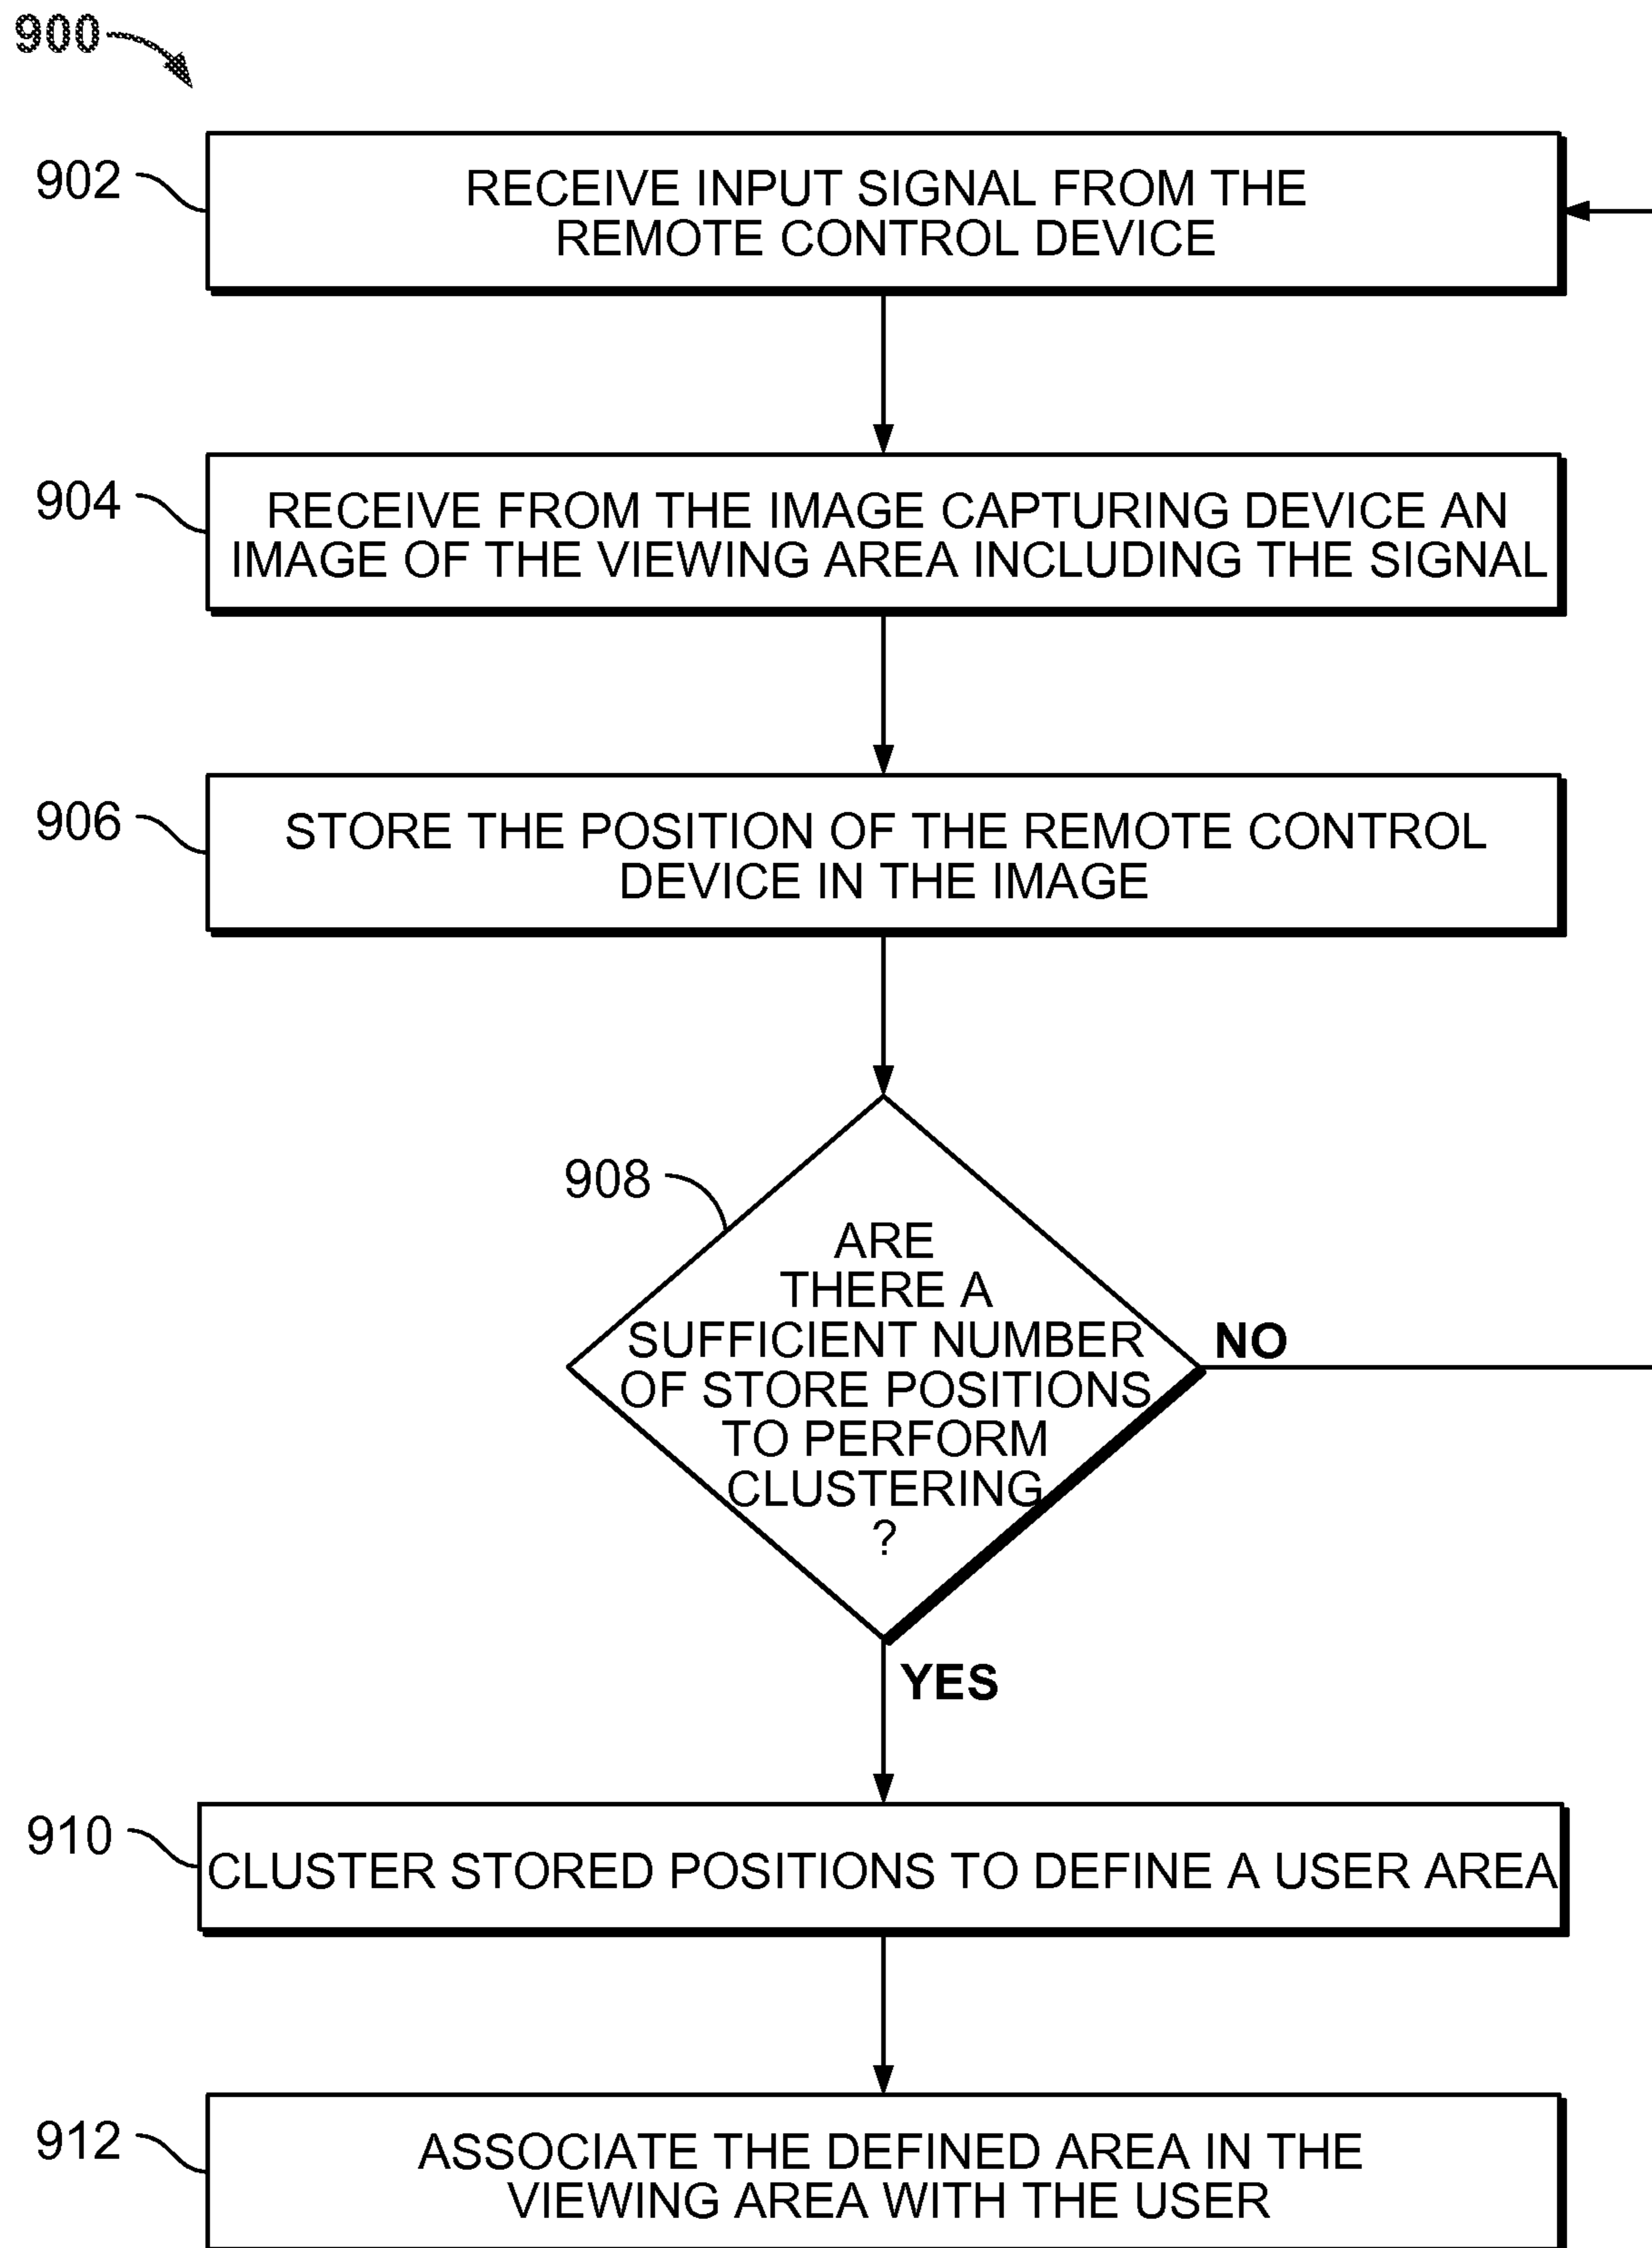 900
902
RECEIVE INPUT SIGNAL FROM THE
REMOTE CONTROL DEVICE
904
RECEIVE FROM THE IMAGE CAPTURING DEVICE AN
IMAGE OF THE VIEWING AREA INCLUDING THE SIGNAL
906
STORE THE POSITION OF THE REMOTE CONTROL
DEVICE IN THE IMAGE
908
ARE
THERE A
SUFFICIENT NUMBER
OF STORE POSITIONS
TO PERFORM
CLUSTERING
?
NO
YES
910
CLUSTER STORED POSITIONS TO DEFINE A USER AREA
912
ASSOCIATE THE DEFINED AREA IN THE
VIEWING AREA WITH THE USER